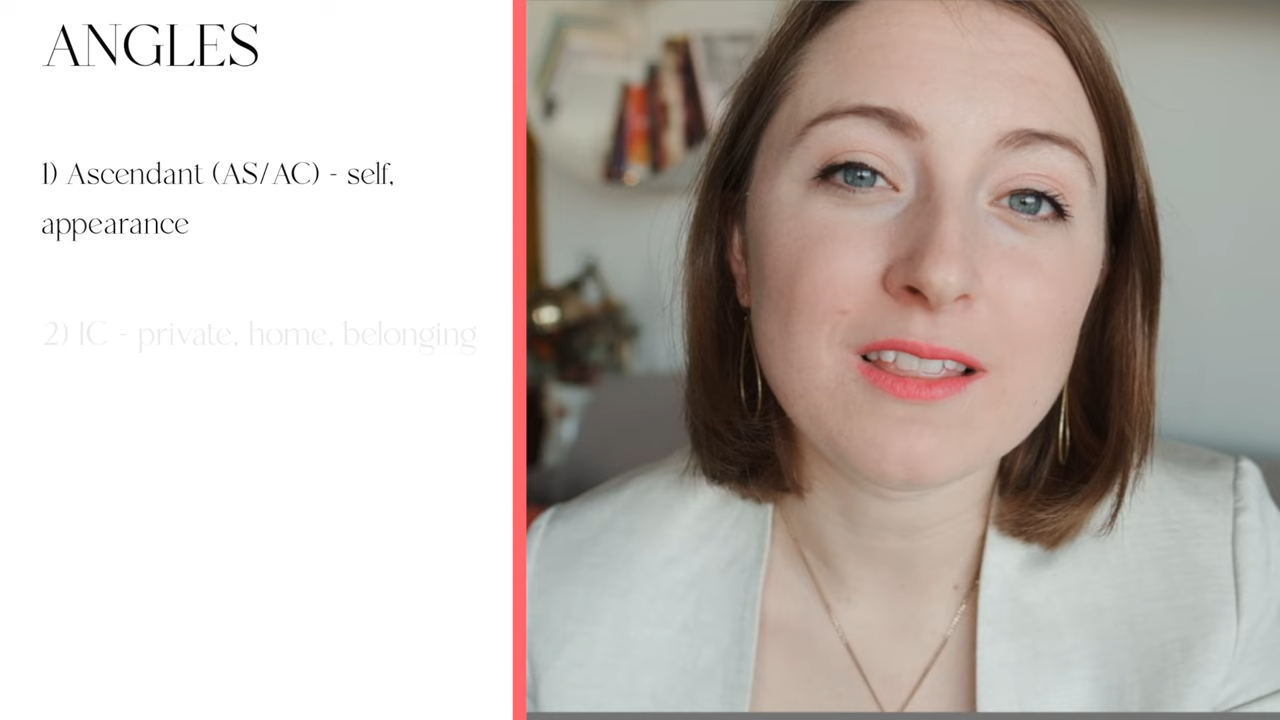 ANGLES
1) Ascendant (AS/AC) - self,
appearance
2) IC - private, home, belonging